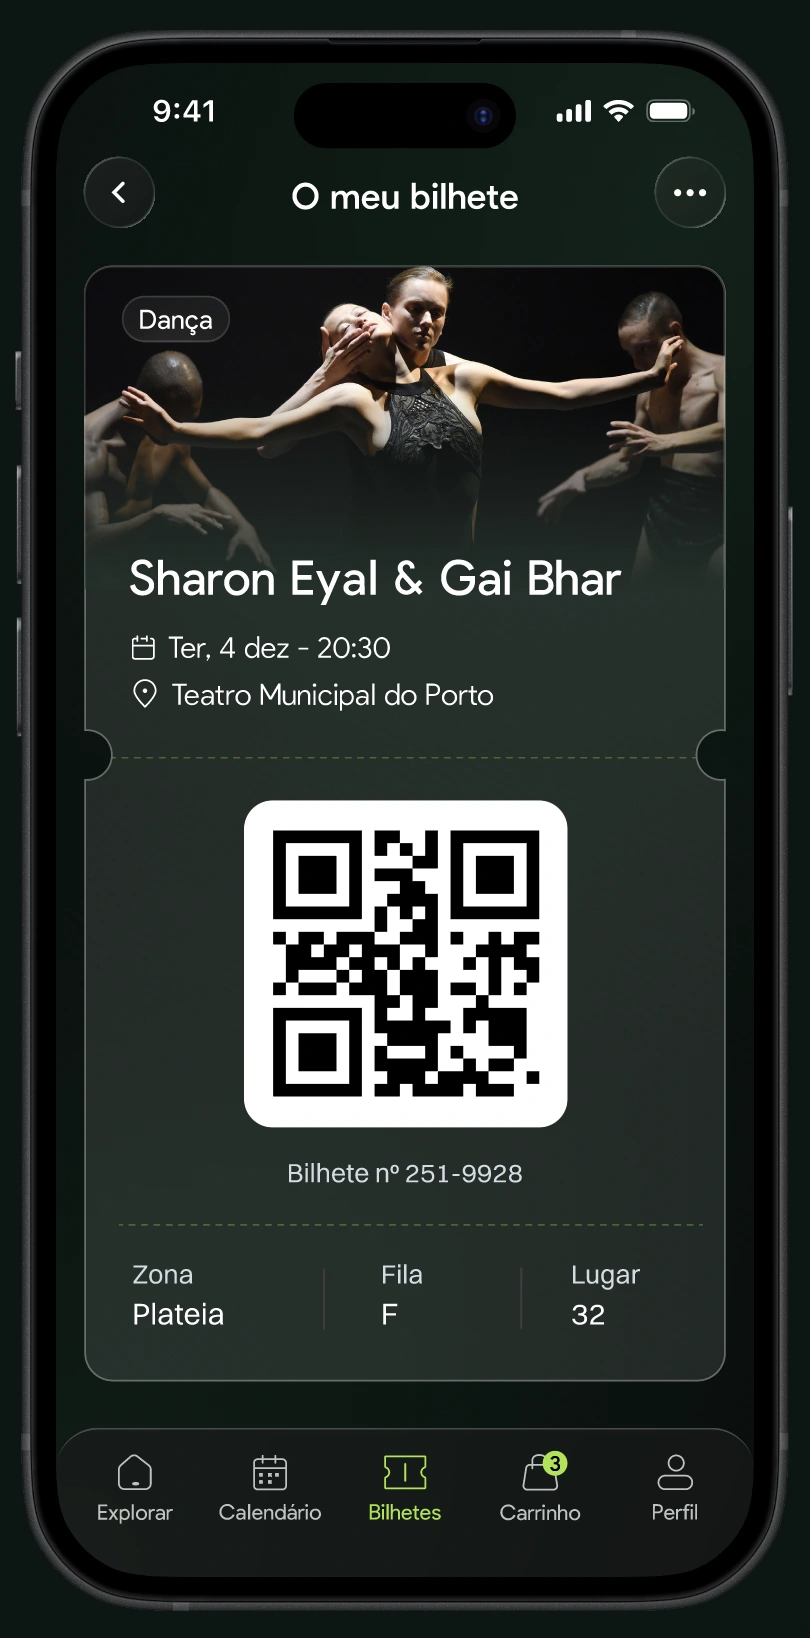 9:41
O meu bilhete
Dança
Sharon Eyal & Gai Bhar
Ter, 4 dez - 20:30
Teatro Municipal do Porto
Bilhete nº 251-9928
Zona Fila Lugar
Plateia F 32
3
Explorar Calendário Bilhetes Carrinho Perfil